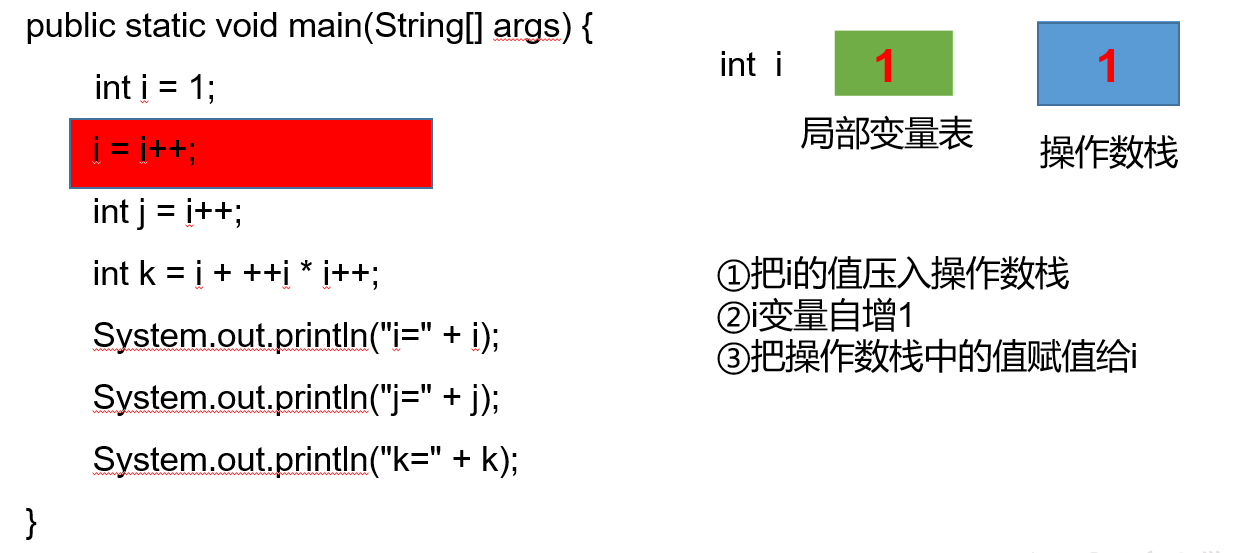 public static void main(String[] args) {
int i = 1;
i = i++;
int j = i++;
int k = i + ++i * i++;
System.out.println("i=" + i);
System.out.println("j=" + j);
System.out.println("k=" + k);
}
int i
1
1
局部变量表
操作数栈
①把i的值压入操作数栈
②i变量自增1
③把操作数栈中的值赋值给i